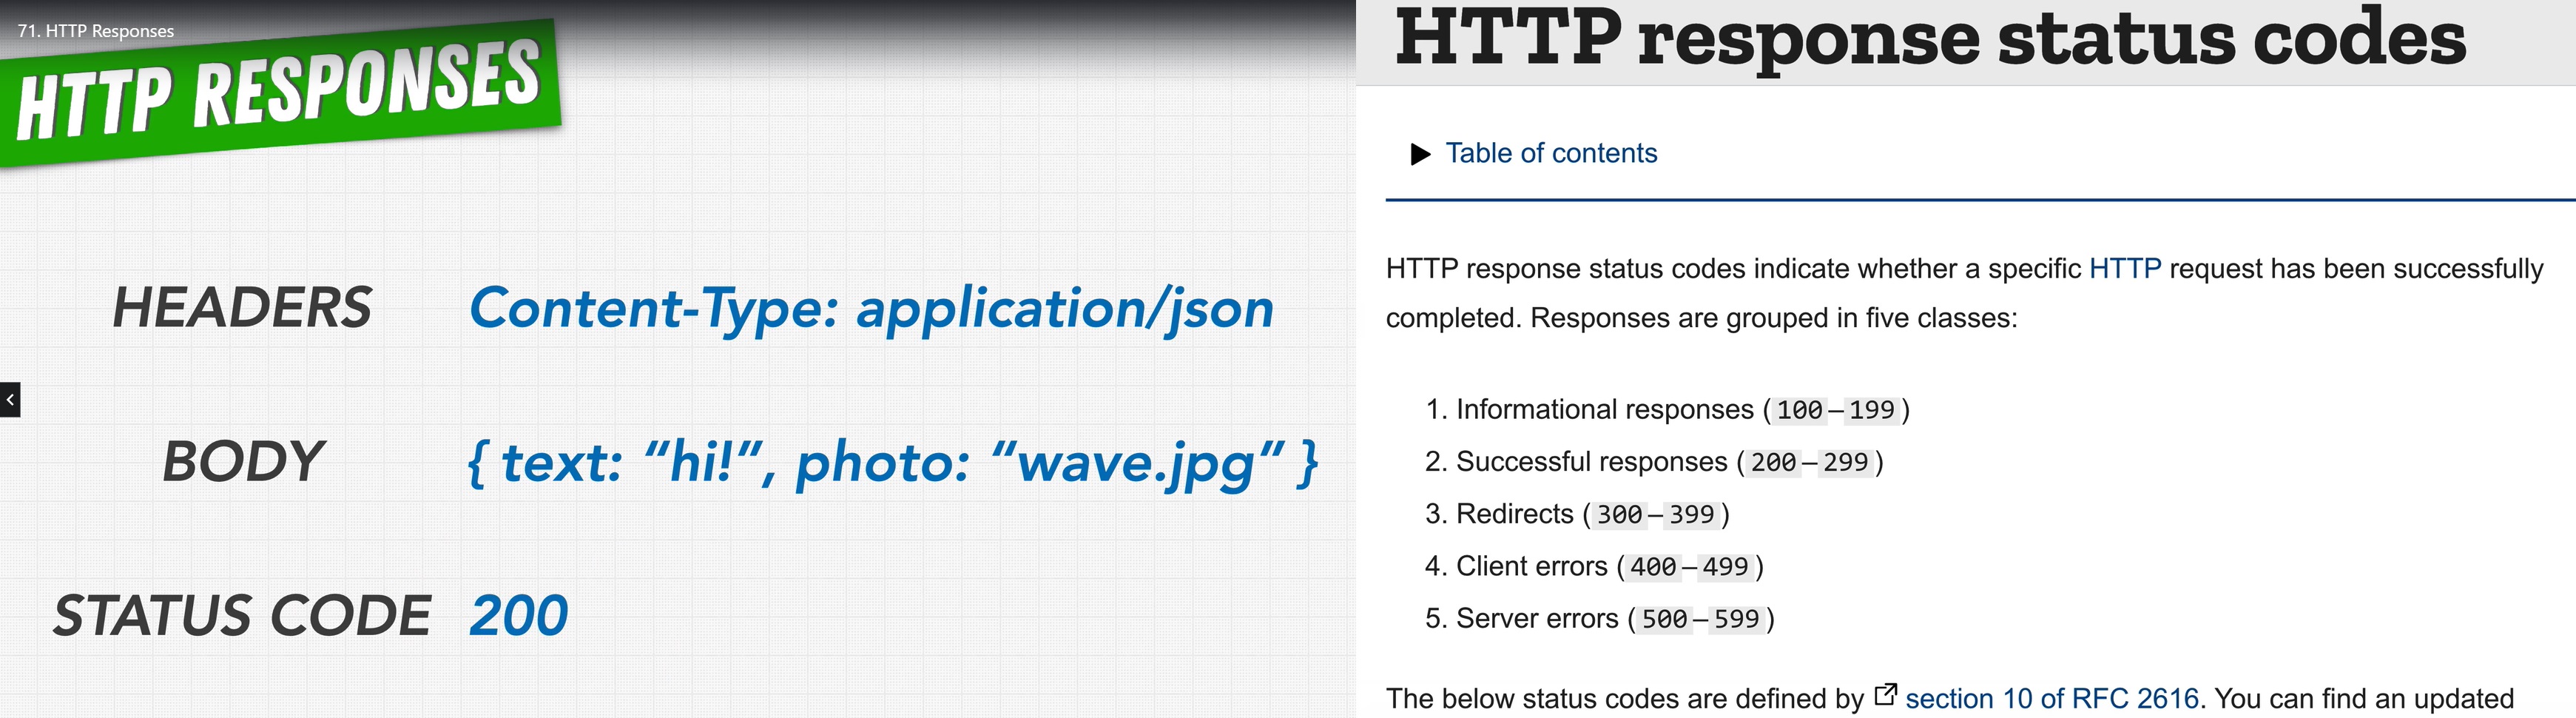 71. HTTP Responses
HTTP RESPONSES
HEADERS Content-Type: application/json
BODY { text: “hi!”, photo: “wave.jpg” }
STATUS CODE 200
HTTP response status codes
Table of contents
HTTP response status codes indicate whether a specific HTTP request has been successfully
completed. Responses are grouped in five classes:
1. Informational responses (100–199)
2. Successful responses (200–299)
3. Redirects (300–399)
4. Client errors (400–499)
5. Server errors (500–599)
The below status codes are defined by section 10 of RFC 2616. You can find an updated